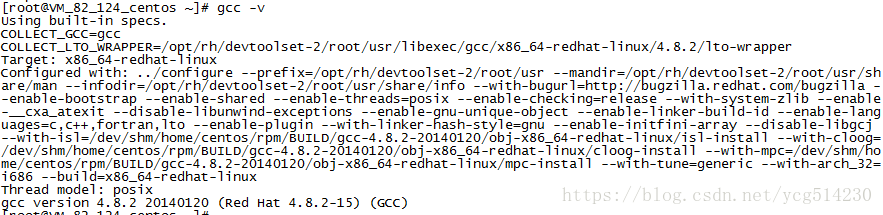 [root@VM_82_124_centos ~]# gcc -v
Using built-in specs.
COLLECT_GCC=gcc
COLLECT_LTO_WRAPPER=/opt/rh/devtoolset-2/root/usr/libexec/gcc/x86_64-redhat-linux/4.8.2/lto-wrapper
Target: x86_64-redhat-linux
Configured with: ../configure --prefix=/opt/rh/devtoolset-2/root/usr --mandir=/opt/rh/devtoolset-2/root/usr/sh
are/man --infodir=/opt/rh/devtoolset-2/root/usr/share/info --with-bugurl=http://bugzilla.redhat.com/bugzilla -
-enable-bootstrap --enable-shared --enable-threads=posix --enable-checking=release --with-system-zlib --enable
-__cxa_atexit --disable-libunwind-exceptions --enable-gnu-unique-object --enable-linker-build-id --enable-lang
uages=c,c++,fortran,lto --enable-plugin --with-linker-hash-style=gnu --enable-initfini-array --disable-libgcj 
--with-isl=/dev/shm/home/centos/rpm/BUILD/gcc-4.8.2-20140120/obj-x86_64-redhat-linux/isl-install --with-cloog=
/dev/shm/home/centos/rpm/BUILD/gcc-4.8.2-20140120/obj-x86_64-redhat-linux/cloog-install --with-mpc=/dev/shm/ho
me/centos/rpm/BUILD/gcc-4.8.2-20140120/obj-x86_64-redhat-linux/mpc-install --with-tune=generic --with-arch_32=
i686 --build=x86_64-redhat-linux
Thread model: posix
gcc version 4.8.2 20140120 (Red Hat 4.8.2-15) (GCC)
https://blog.csdn.net/ycg514230